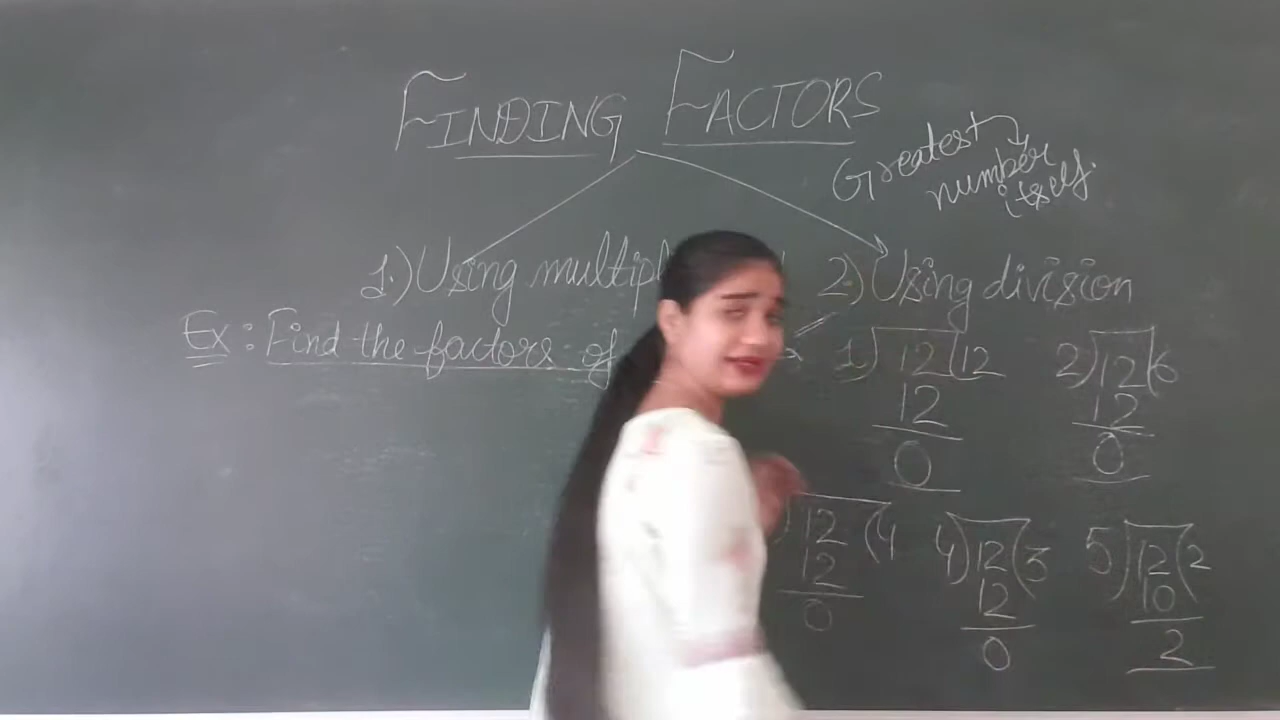 FINDING FACTORS
Greatest
number
itself.
1.) Using
2.) Using division
Ex : Find the factors of
1) 12 (12
12
0
2) 12 (6
12
0
12 (4
12
0
4) 12 (3
12
0
5) 12 (2
10
2